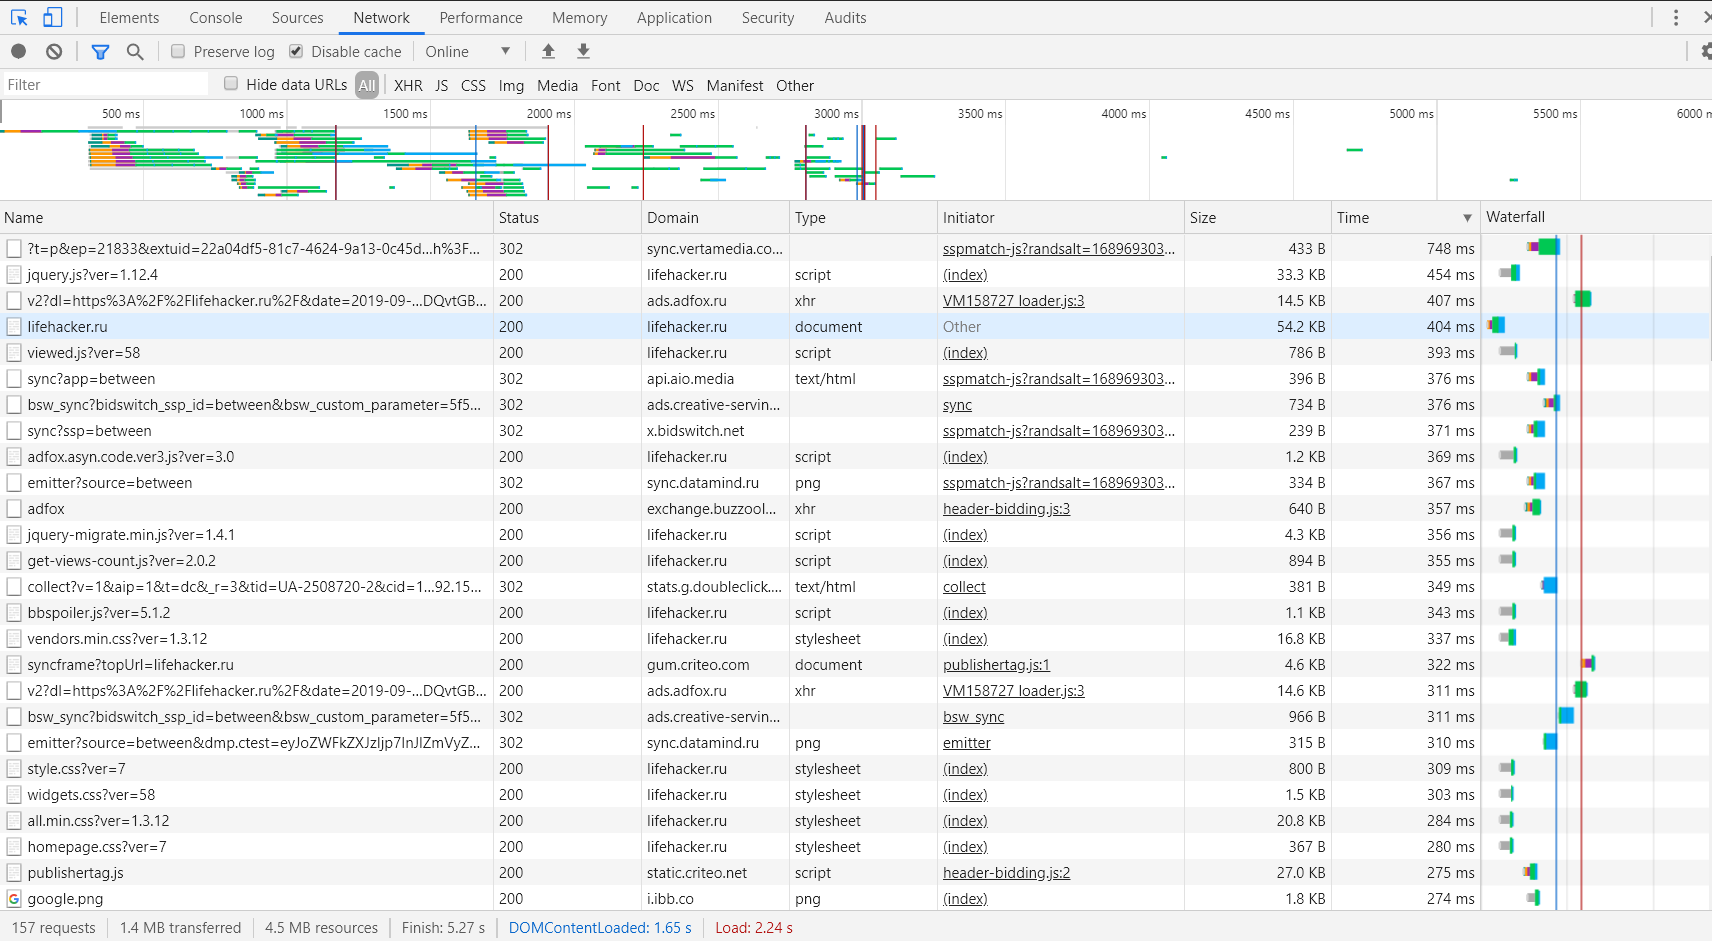 Elements Console Sources Network Performance Memory Application Security Audits
Preserve log Disable cache Online
Filter Hide data URLs All XHR JS CSS Img Media Font Doc WS Manifest Other
500 ms 1000 ms 1500 ms 2000 ms 2500 ms 3000 ms 3500 ms 4000 ms 4500 ms 5000 ms 5500 ms 6000 m
Name Status Domain Type Initiator Size Time Waterfall
?t=p&ep=21833&extuid=22a04df5-81c7-4624-9a13-0c45d...h%3F... 302 sync.vertamedia.co... sspmatch-js?randsalt=168969303... 433 B 748 ms
jquery.js?ver=1.12.4 200 lifehacker.ru script (index) 33.3 KB 454 ms
v2?dl=https%3A%2F%2Flifehacker.ru%2F&date=2019-09-...DQvtGB... 200 ads.adfox.ru xhr VM158727 loader.js:3 14.5 KB 407 ms
lifehacker.ru 200 lifehacker.ru document Other 54.2 KB 404 ms
viewed.js?ver=58 200 lifehacker.ru script (index) 786 B 393 ms
sync?app=between 302 api.aio.media text/html sspmatch-js?randsalt=168969303... 396 B 376 ms
bsw_sync?bidswitch_ssp_id=between&bsw_custom_parameter=5f5... 302 ads.creative-servin... sync 734 B 376 ms
sync?ssp=between 302 x.bidswitch.net sspmatch-js?randsalt=168969303... 239 B 371 ms
adfox.asyn.code.ver3.js?ver=3.0 200 lifehacker.ru script (index) 1.2 KB 369 ms
emitter?source=between 302 sync.datamind.ru png sspmatch-js?randsalt=168969303... 334 B 367 ms
adfox 200 exchange.buzzool... xhr header-bidding.js:3 640 B 357 ms
jquery-migrate.min.js?ver=1.4.1 200 lifehacker.ru script (index) 4.3 KB 356 ms
get-views-count.js?ver=2.0.2 200 lifehacker.ru script (index) 894 B 355 ms
collect?v=1&aip=1&t=dc&_r=3&tid=UA-2508720-2&cid=1...92.15... 302 stats.g.doubleclick.... text/html collect 381 B 349 ms
bbspoiler.js?ver=5.1.2 200 lifehacker.ru script (index) 1.1 KB 343 ms
vendors.min.css?ver=1.3.12 200 lifehacker.ru stylesheet (index) 16.8 KB 337 ms
syncframe?topUrl=lifehacker.ru 200 gum.criteo.com document publishertag.js:1 4.6 KB 322 ms
v2?dl=https%3A%2F%2Flifehacker.ru%2F&date=2019-09-...DQvtGB... 200 ads.adfox.ru xhr VM158727 loader.js:3 14.6 KB 311 ms
bsw_sync?bidswitch_ssp_id=between&bsw_custom_parameter=5f5... 302 ads.creative-servin... bsw sync 966 B 311 ms
emitter?source=between&dmp.ctest=eyJoZWFkZXJzIjp7InJlZmVyZ... 302 sync.datamind.ru png emitter 315 B 310 ms
style.css?ver=7 200 lifehacker.ru stylesheet (index) 800 B 309 ms
widgets.css?ver=58 200 lifehacker.ru stylesheet (index) 1.5 KB 303 ms
all.min.css?ver=1.3.12 200 lifehacker.ru stylesheet (index) 20.8 KB 284 ms
homepage.css?ver=7 200 lifehacker.ru stylesheet (index) 367 B 280 ms
publishertag.js 200 static.criteo.net script header-bidding.js:2 27.0 KB 275 ms
google.png 200 i.ibb.co png (index) 1.8 KB 274 ms
157 requests 1.4 MB transferred 4.5 MB resources Finish: 5.27 s DOMContentLoaded: 1.65 s Load: 2.24 s